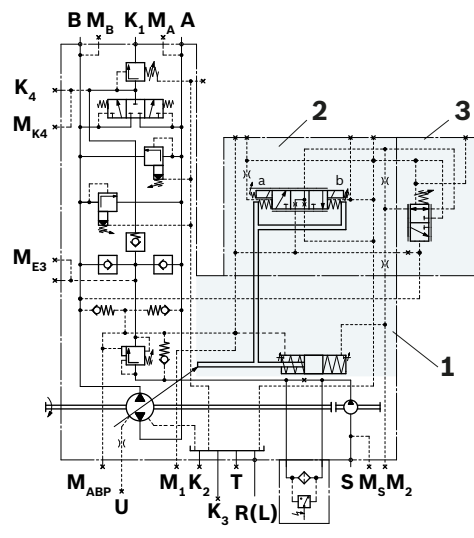 B M_B K_1 M_A A
K_4
2
3
M_K4
a b
M_E3
1
M_ABP M_1 K_2 T S M_S M_2
U K_3 R(L)